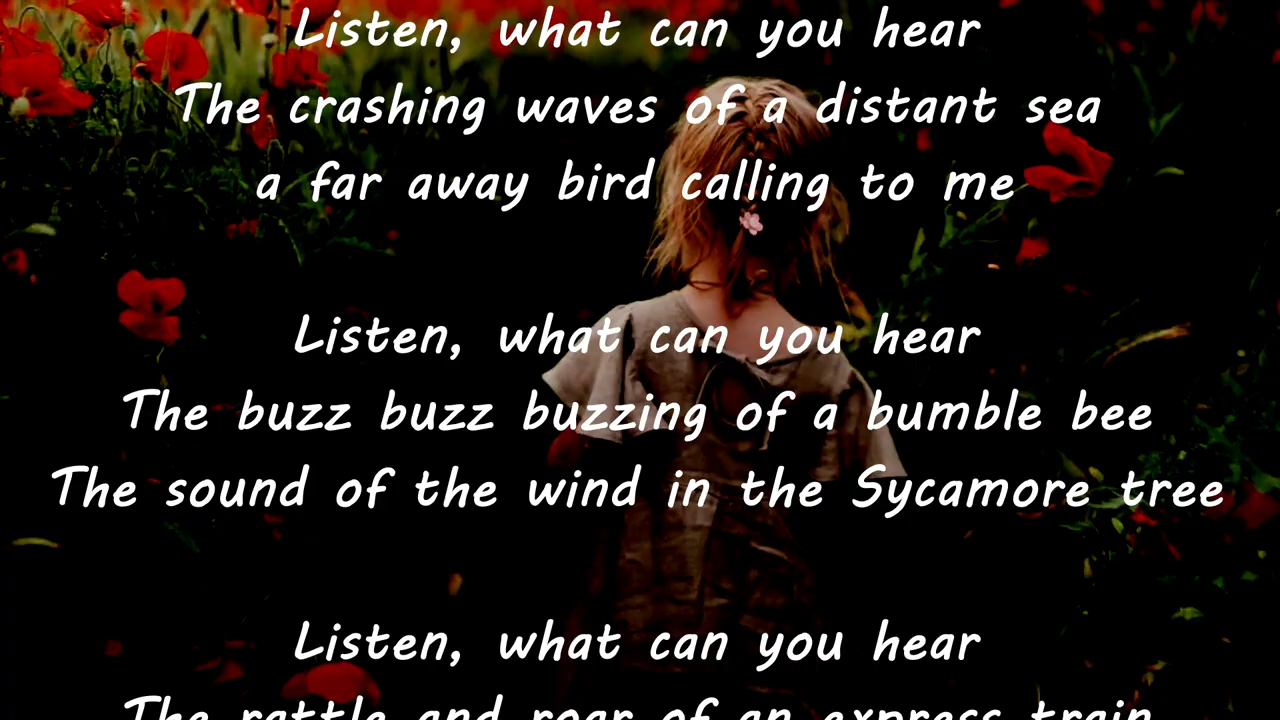 Listen, what can you hear
The crashing waves of a distant sea
a far away bird calling to me
Listen, what can you hear
The buzz buzz buzzing of a bumble bee
The sound of the wind in the Sycamore tree
Listen, what can you hear
The rattle and roar of an express train